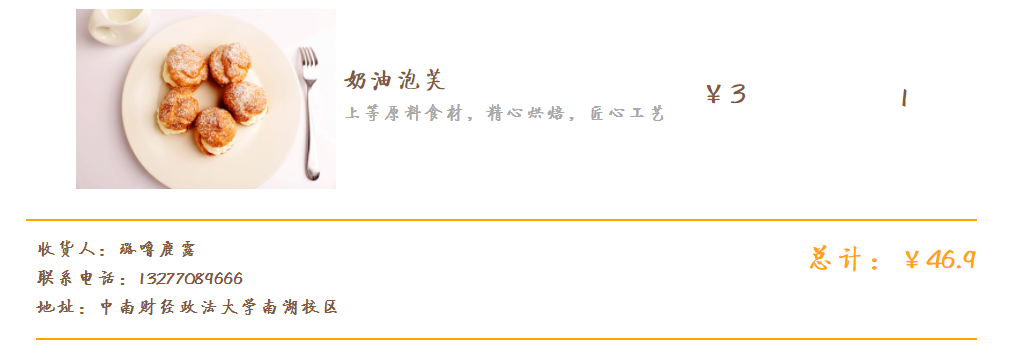 奶油泡芙
上等原料食材，精心烘焙，匠心工艺
￥3
1
收货人：璐噜鹿露
联系电话：13277089666
地址：中南财经政法大学南湖校区
总计：￥46.9